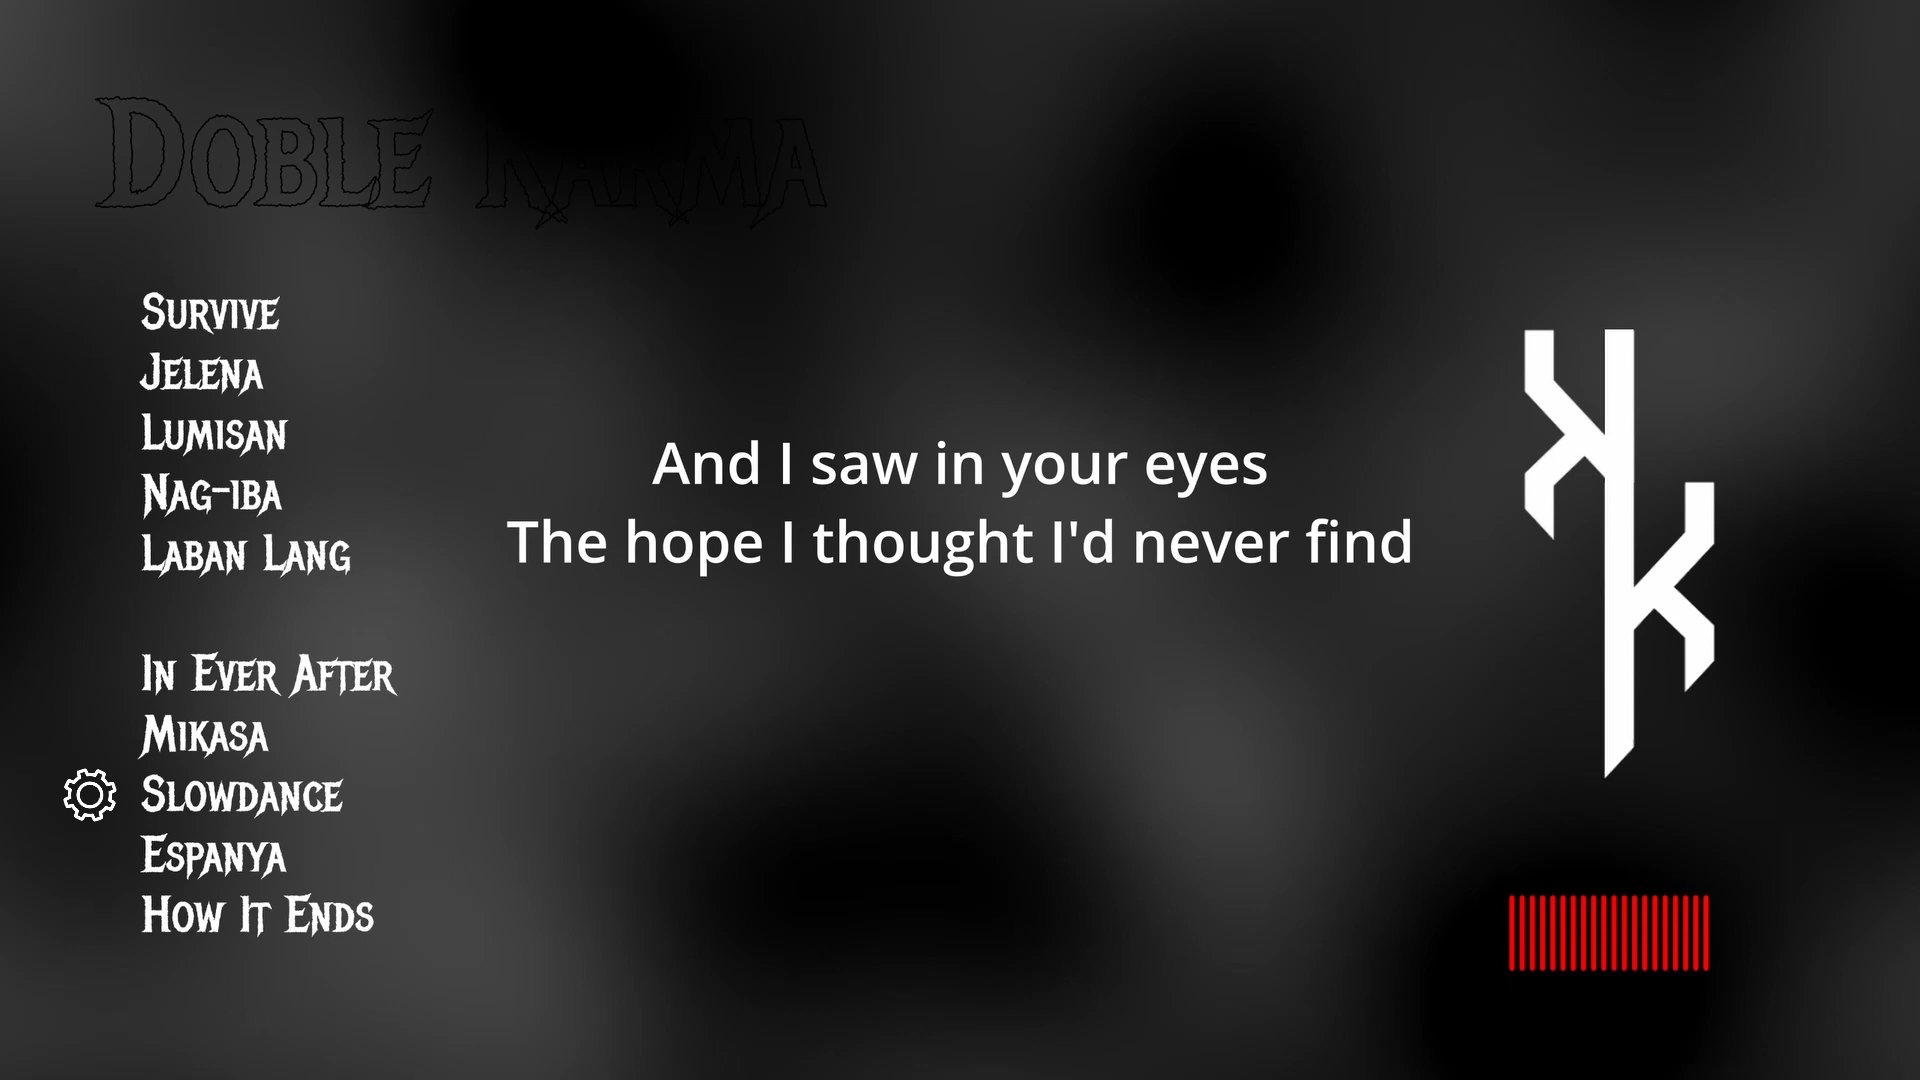 Doble Karma
Survive
Jelena
Lumisan
Nag-iba
Laban Lang
In Ever After
Mikasa
Slowdance
Espanya
How It Ends
And I saw in your eyes
The hope I thought I'd never find